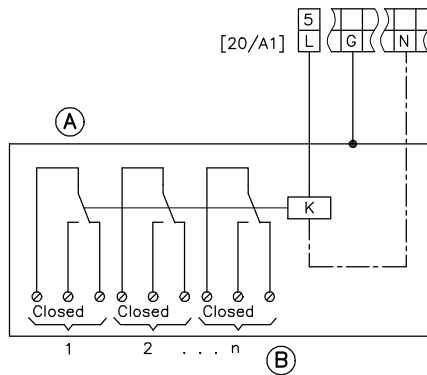 5
[20/A1] L G N
A
K
Closed Closed Closed
1 2 . . . n
B